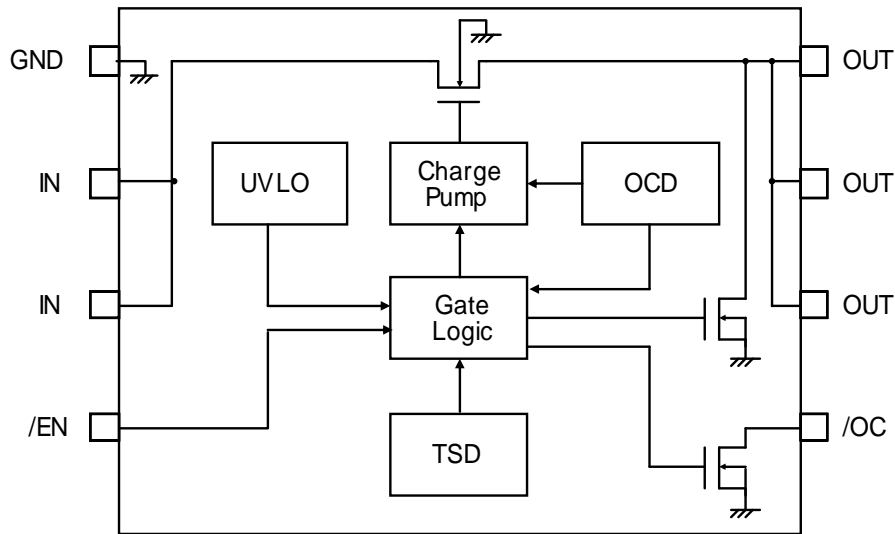 GND
OUT
IN
UVLO
Charge
Pump
OCD
OUT
IN
Gate
Logic
OUT
/EN
TSD
/OC